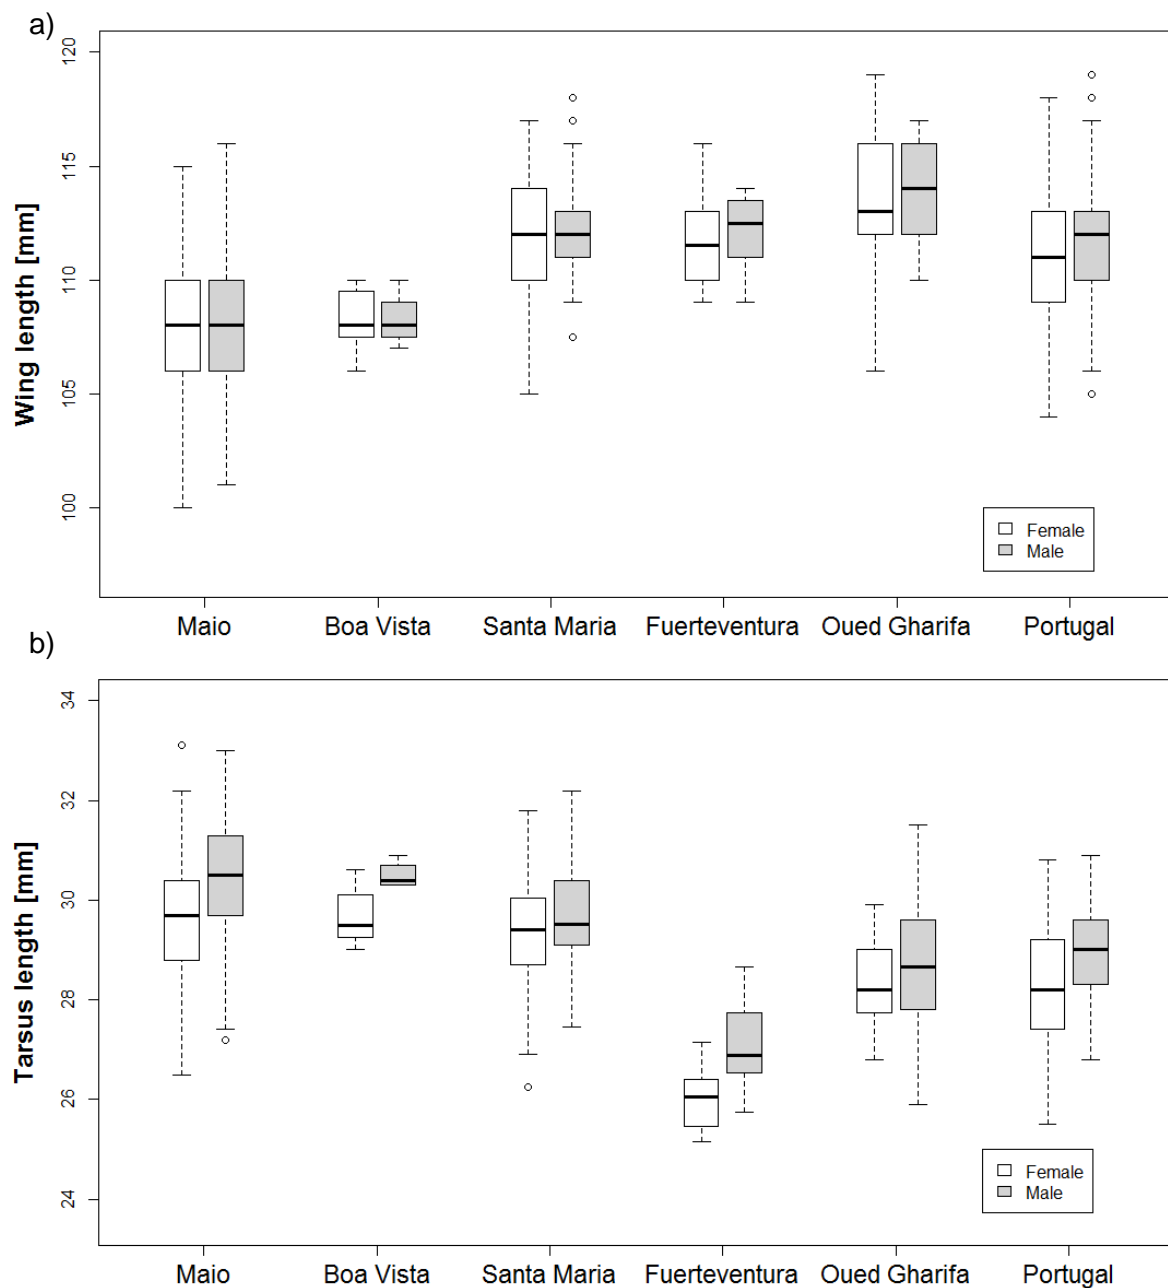 a)
120
115
110
105
100
Wing length [mm]
Female
Male
Maio Boa Vista Santa Maria Fuerteventura Oued Gharifa Portugal
b)
34
32
30
28
26
24
Tarsus length [mm]
Female
Male
Maio Boa Vista Santa Maria Fuerteventura Oued Gharifa Portugal